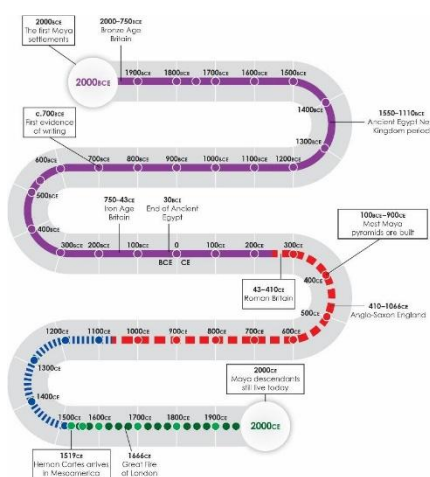 2000BCE
The first Maya
settlements
2000–750BCE
Bronze Age
Britain
2000BCE
1900BCE 1800BCE 1700BCE 1600BCE 1500BCE
1400BCE
1300BCE
1550–1110BCE
Ancient Egypt Ne
Kingdom period
c.700BCE
First evidence
of writing
600BCE 700BCE 800BCE 900BCE 1000BCE 1100BCE 1200BCE
500BCE
400BCE
750–43CE
Iron Age
Britain
30BCE
End of Ancient
Egypt
100BCE–900CE
Most Maya
pyramids are built
300BCE 200BCE 100BCE 0 100CE 200CE 300CE
BCE CE
400CE
500CE
43–410CE
Roman Britain
410–1066CE
Anglo-Saxon England
1200CE 1100CE 1000CE 900CE 800CE 700CE 600CE
1300CE
1400CE
2000CE
Maya descendants
still live today
1500CE 1600CE 1700CE 1800CE 1900CE
2000CE
1519CE
Hernan Cortes arrives
in Mesoamerica
1666CE
Great Fire
of London